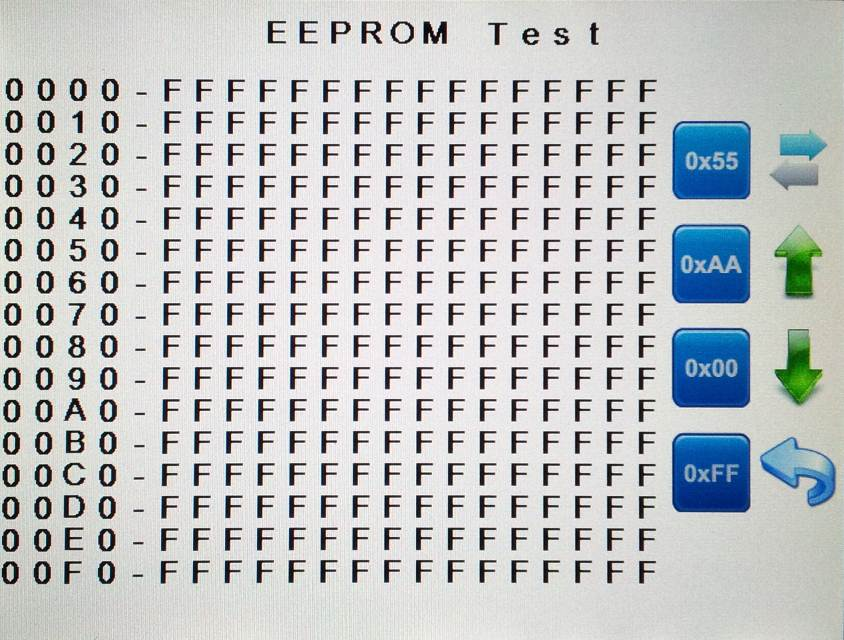 EEPROM Test
0000-FFFFFFFFFFFFFFFF
0010-FFFFFFFFFFFFFFFF
0020-FFFFFFFFFFFFFFFF
0030-FFFFFFFFFFFFFFFF
0040-FFFFFFFFFFFFFFFF
0050-FFFFFFFFFFFFFFFF
0060-FFFFFFFFFFFFFFFF
0070-FFFFFFFFFFFFFFFF
0080-FFFFFFFFFFFFFFFF
0090-FFFFFFFFFFFFFFFF
00A0-FFFFFFFFFFFFFFFF
00B0-FFFFFFFFFFFFFFFF
00C0-FFFFFFFFFFFFFFFF
00D0-FFFFFFFFFFFFFFFF
00E0-FFFFFFFFFFFFFFFF
00F0-FFFFFFFFFFFFFFFF
0x55
0xAA
0x00
0xFF